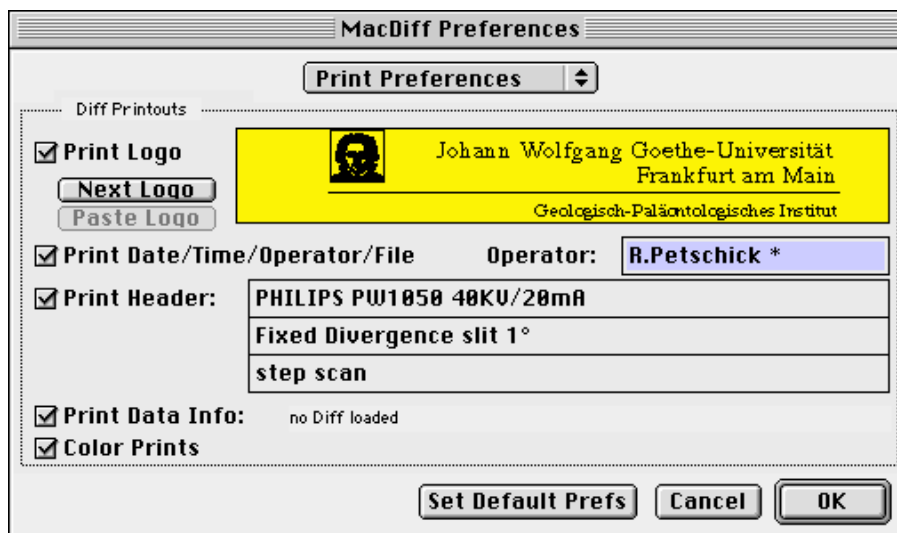 MacDiff Preferences
Print Preferences
Diff Printouts
Print Logo
Next Logo
Paste Logo
Johann Wolfgang Goethe-Universität
Frankfurt am Main
Geologisch-Paläontologisches Institut
Print Date/Time/Operator/File Operator: R.Petschick *
Print Header: PHILIPS PW1050 40KV/20mA
Fixed Divergence slit 1°
step scan
Print Data Info: no Diff loaded
Color Prints
Set Default Prefs Cancel OK